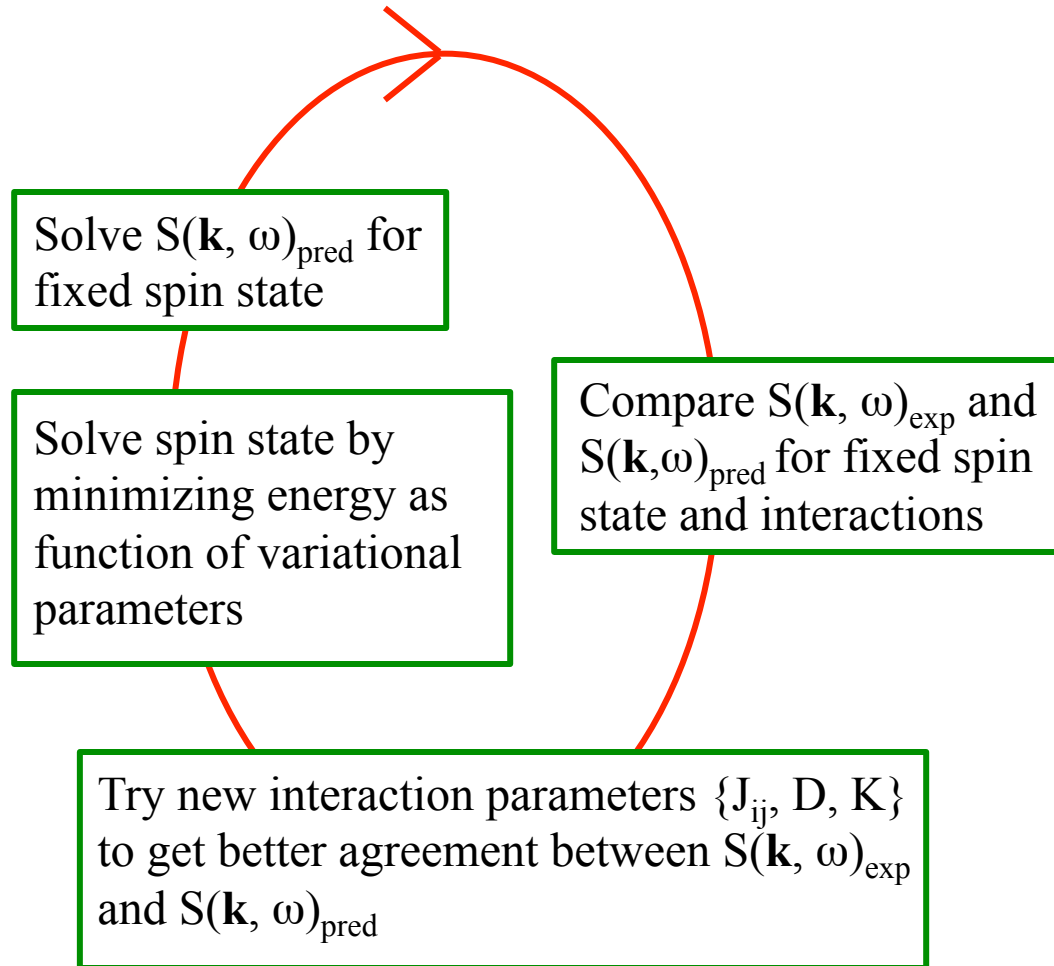 Solve S(k, ω)pred for
fixed spin state
Solve spin state by
minimizing energy as
function of variational
parameters
Compare S(k, ω)exp and
S(k,ω)pred for fixed spin
state and interactions
Try new interaction parameters {Jij, D, K}
to get better agreement between S(k, ω)exp
and S(k, ω)pred